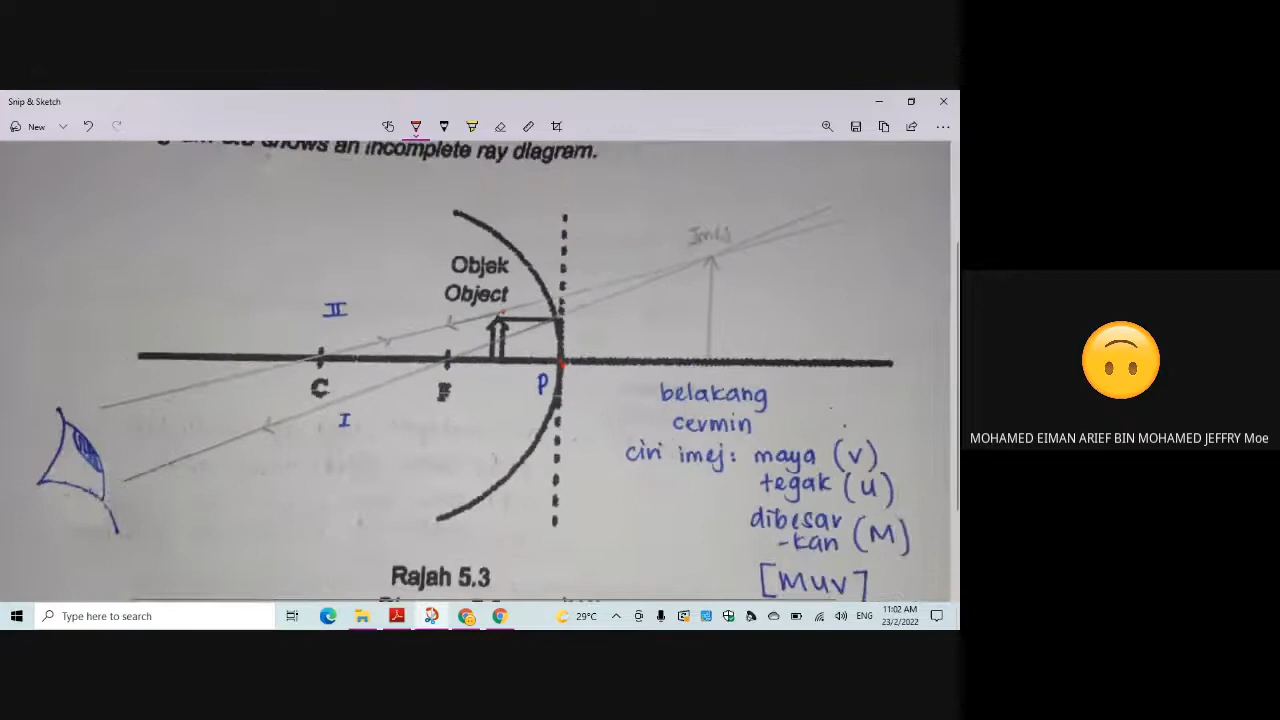 Snip & Sketch
New
shows an incomplete ray diagram.
Imej
Objek
Object
II
C
F
P
I
belakang
cermin
ciri imej: maya (v)
tegak (u)
dibesar
-kan (M)
[MUV]
Rajah 5.3
MOHAMED EIMAN ARIEF BIN MOHAMED JEFFRY Moe
Type here to search
29°C
ENG
11:02 AM
23/2/2022